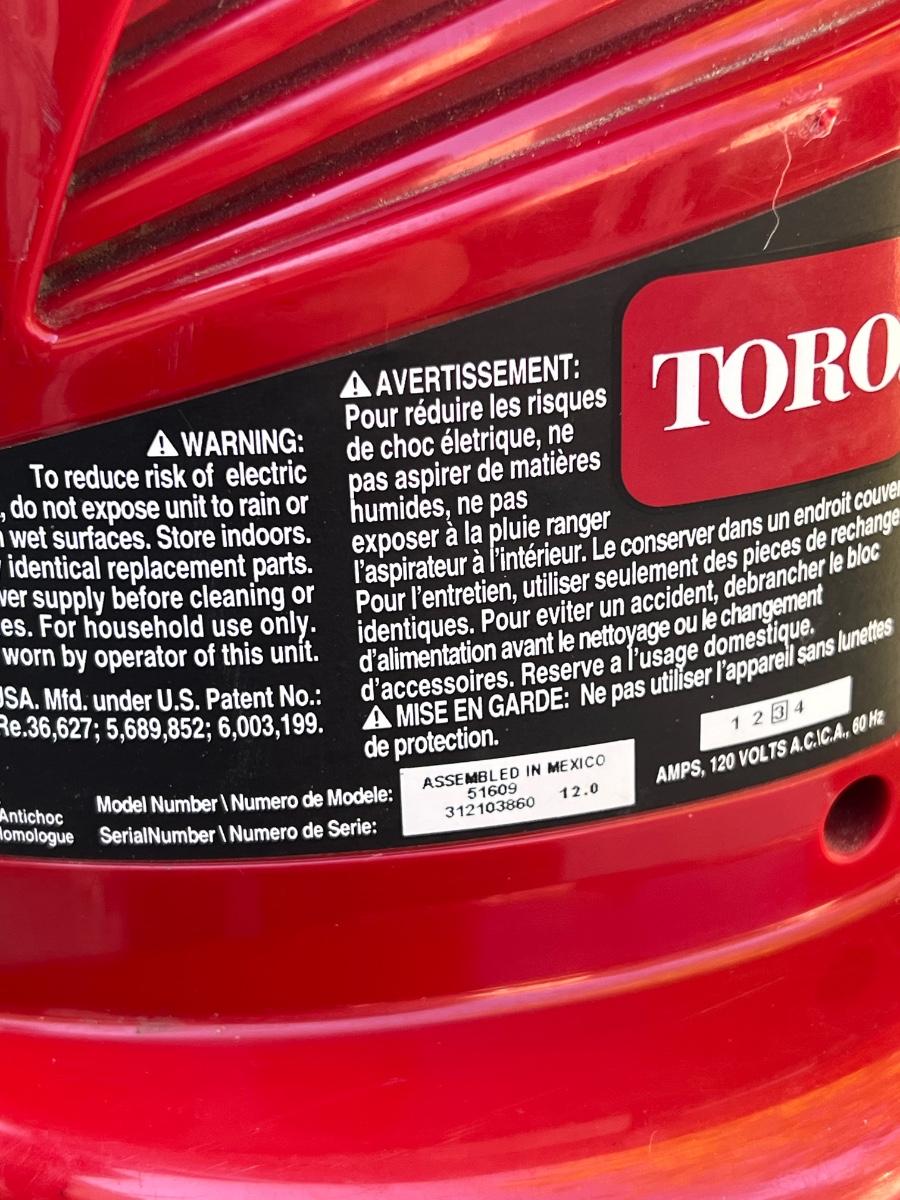 TORO
⚠ WARNING:
To reduce risk of electric
, do not expose unit to rain or
wet surfaces. Store indoors.
identical replacement parts.
supply before cleaning or
For household use only.
worn by operator of this unit.
USA. Mfd. under U.S. Patent No.:
Re.36,627; 5,689,852; 6,003,199.
⚠ AVERTISSEMENT:
Pour réduire les risques
de choc életrique, ne
pas aspirer de matières
humides, ne pas
exposer à la pluie ranger
l'aspirateur à l'intérieur. Le conserver dans un endroit couver
Pour l'entretien, utiliser seulement des pieces de rechange
identiques. Pour eviter un accident, debrancher le bloc
d'alimentation avant le nettoyage ou le changement
d'accessoires. Reserve a l'usage domestique.
⚠ MISE EN GARDE: Ne pas utiliser l'appareil sans lunettes
de protection.
1 2 3 4
AMPS, 120 VOLTS A.C.\C.A., 60 Hz
Antichoc
Homologue
Model Number \ Numero de Modele:
SerialNumber \ Numero de Serie:
ASSEMBLED IN MEXICO
51609
312103860 12.0